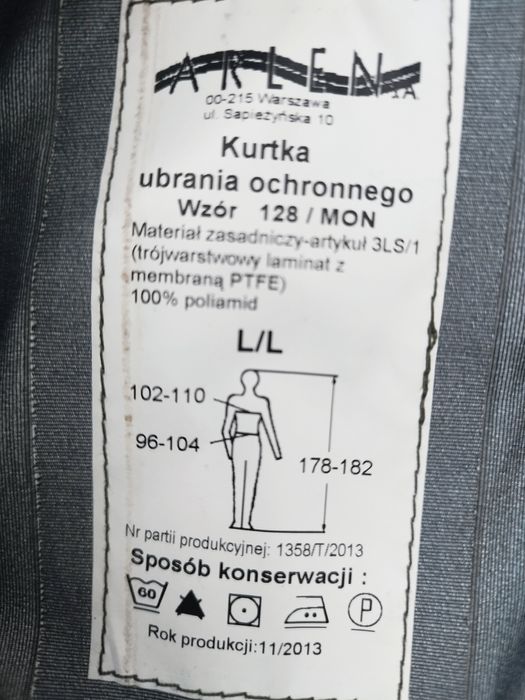 ARLEN S.A.
00-215 Warszawa
ul. Sapieżyńska 10
Kurtka
ubrania ochronnego
Wzór 128 / MON
Materiał zasadniczy-artykuł 3LS/1
(trójwarstwowy laminat z
membraną PTFE)
100% poliamid
L/L
102-110
96-104
178-182
Nr partii produkcyjnej: 1358/T/2013
Sposób konserwacji :
60
P
Rok produkcji:11/2013